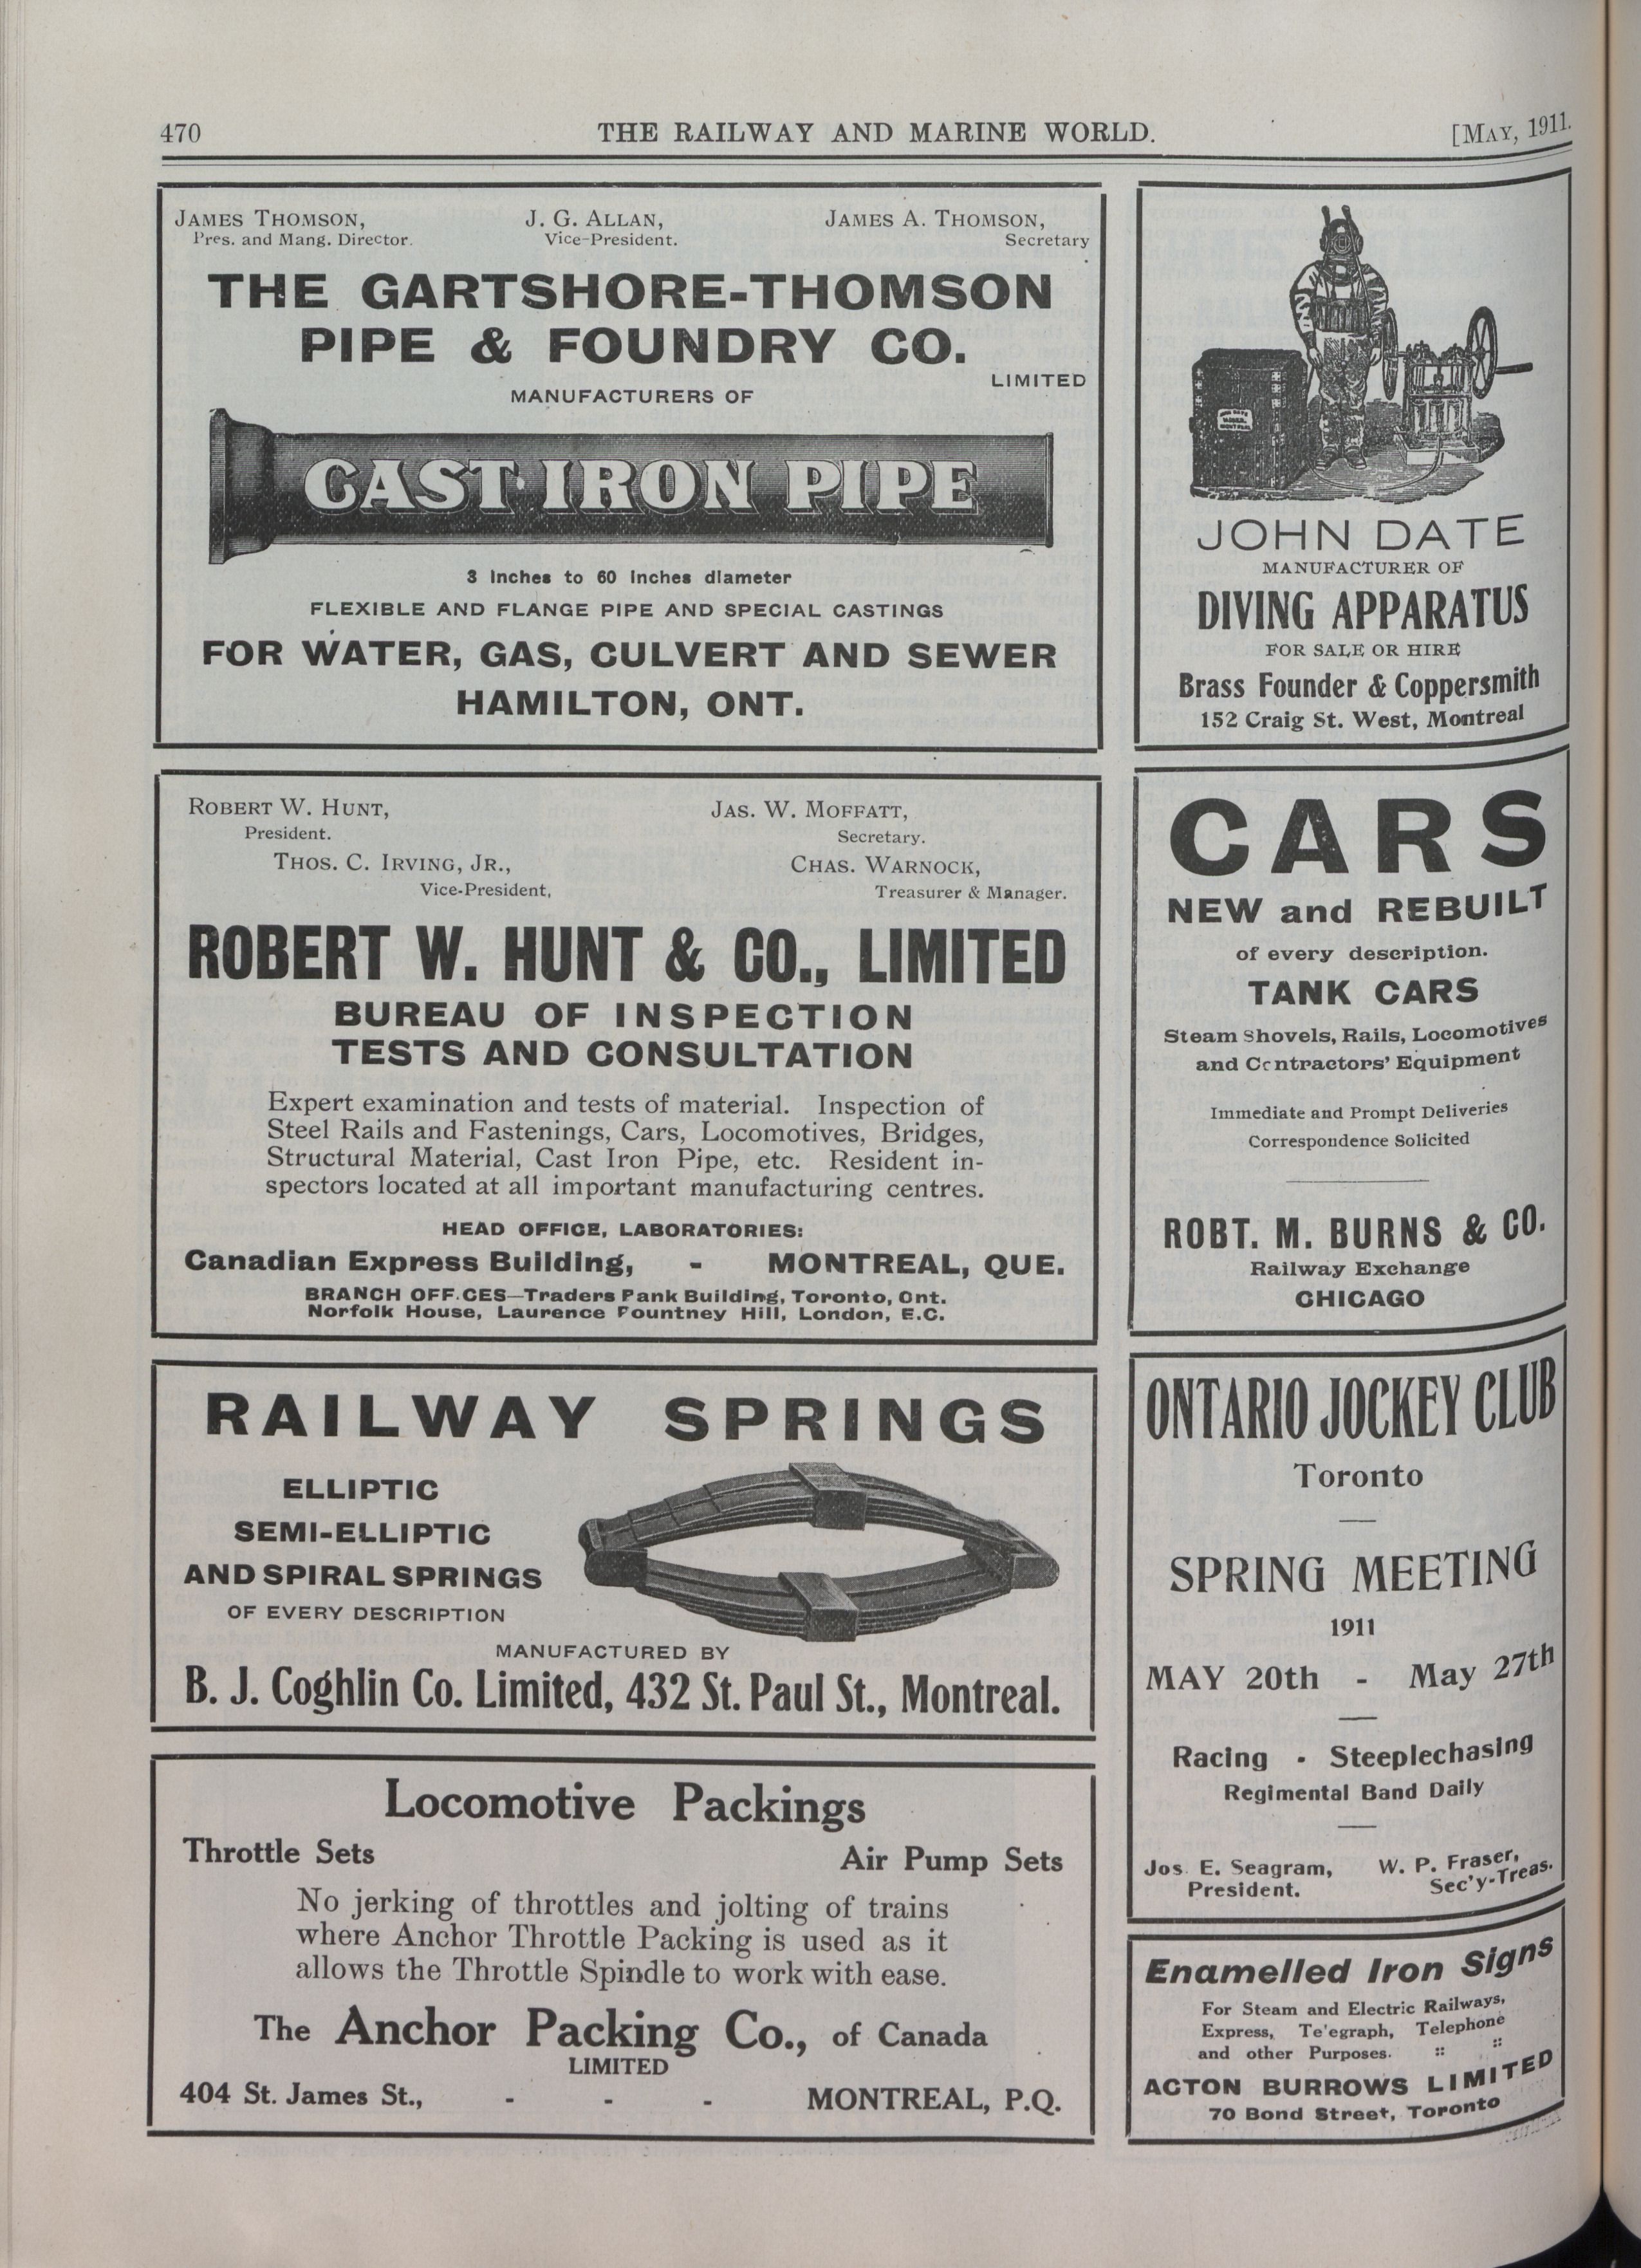 470
THE RAILWAY AND MARINE WORLD.
[MAY, 1911.
JAMES THOMSON,
Pres. and Mang. Director.
J. G. ALLAN,
Vice-President.
JAMES A. THOMSON,
Secretary
THE GARTSHORE-THOMSON
PIPE & FOUNDRY CO.
LIMITED
MANUFACTURERS OF
CAST IRON PIPE
3 Inches to 60 Inches diameter
FLEXIBLE AND FLANGE PIPE AND SPECIAL CASTINGS
FOR WATER, GAS, CULVERT AND SEWER
HAMILTON, ONT.
ROBERT W. HUNT,
President.
JAS. W. MOFFATT,
Secretary.
THOS. C. IRVING, JR.,
Vice-President,
CHAS. WARNOCK,
Treasurer & Manager.
ROBERT W. HUNT & CO., LIMITED
BUREAU OF INSPECTION
TESTS AND CONSULTATION
Expert examination and tests of material. Inspection of
Steel Rails and Fastenings, Cars, Locomotives, Bridges,
Structural Material, Cast Iron Pipe, etc. Resident in-
spectors located at all important manufacturing centres.
HEAD OFFICE, LABORATORIES:
Canadian Express Building, - MONTREAL, QUE.
BRANCH OFF.CES—Traders Bank Building, Toronto, Ont.
Norfolk House, Laurence Pountney Hill, London, E.C.
RAILWAY SPRINGS
ELLIPTIC
SEMI-ELLIPTIC
AND SPIRAL SPRINGS
OF EVERY DESCRIPTION
MANUFACTURED BY
B. J. Coghlin Co. Limited, 432 St. Paul St., Montreal.
Locomotive Packings
Throttle Sets
Air Pump Sets
No jerking of throttles and jolting of trains
where Anchor Throttle Packing is used as it
allows the Throttle Spindle to work with ease.
The Anchor Packing Co., of Canada
LIMITED
404 St. James St., - - - MONTREAL, P.Q.
JOHN DATE
MANUFACTURER OF
DIVING APPARATUS
FOR SALE OR HIRE
Brass Founder & Coppersmith
152 Craig St. West, Montreal
CARS
NEW and REBUILT
of every description.
TANK CARS
Steam Shovels, Rails, Locomotives
and Contractors' Equipment
Immediate and Prompt Deliveries
Correspondence Solicited
ROBT. M. BURNS & CO.
Railway Exchange
CHICAGO
ONTARIO JOCKEY CLUB
Toronto
SPRING MEETING
1911
MAY 20th - May 27th
Racing - Steeplechasing
Regimental Band Daily
Jos. E. Seagram,
President.
W. P. Fraser,
Sec'y-Treas.
Enamelled Iron Signs
For Steam and Electric Railways,
Express, Te'egraph, Telephone
and other Purposes. :: ::
ACTON BURROWS LIMITED
70 Bond Street, Toronto